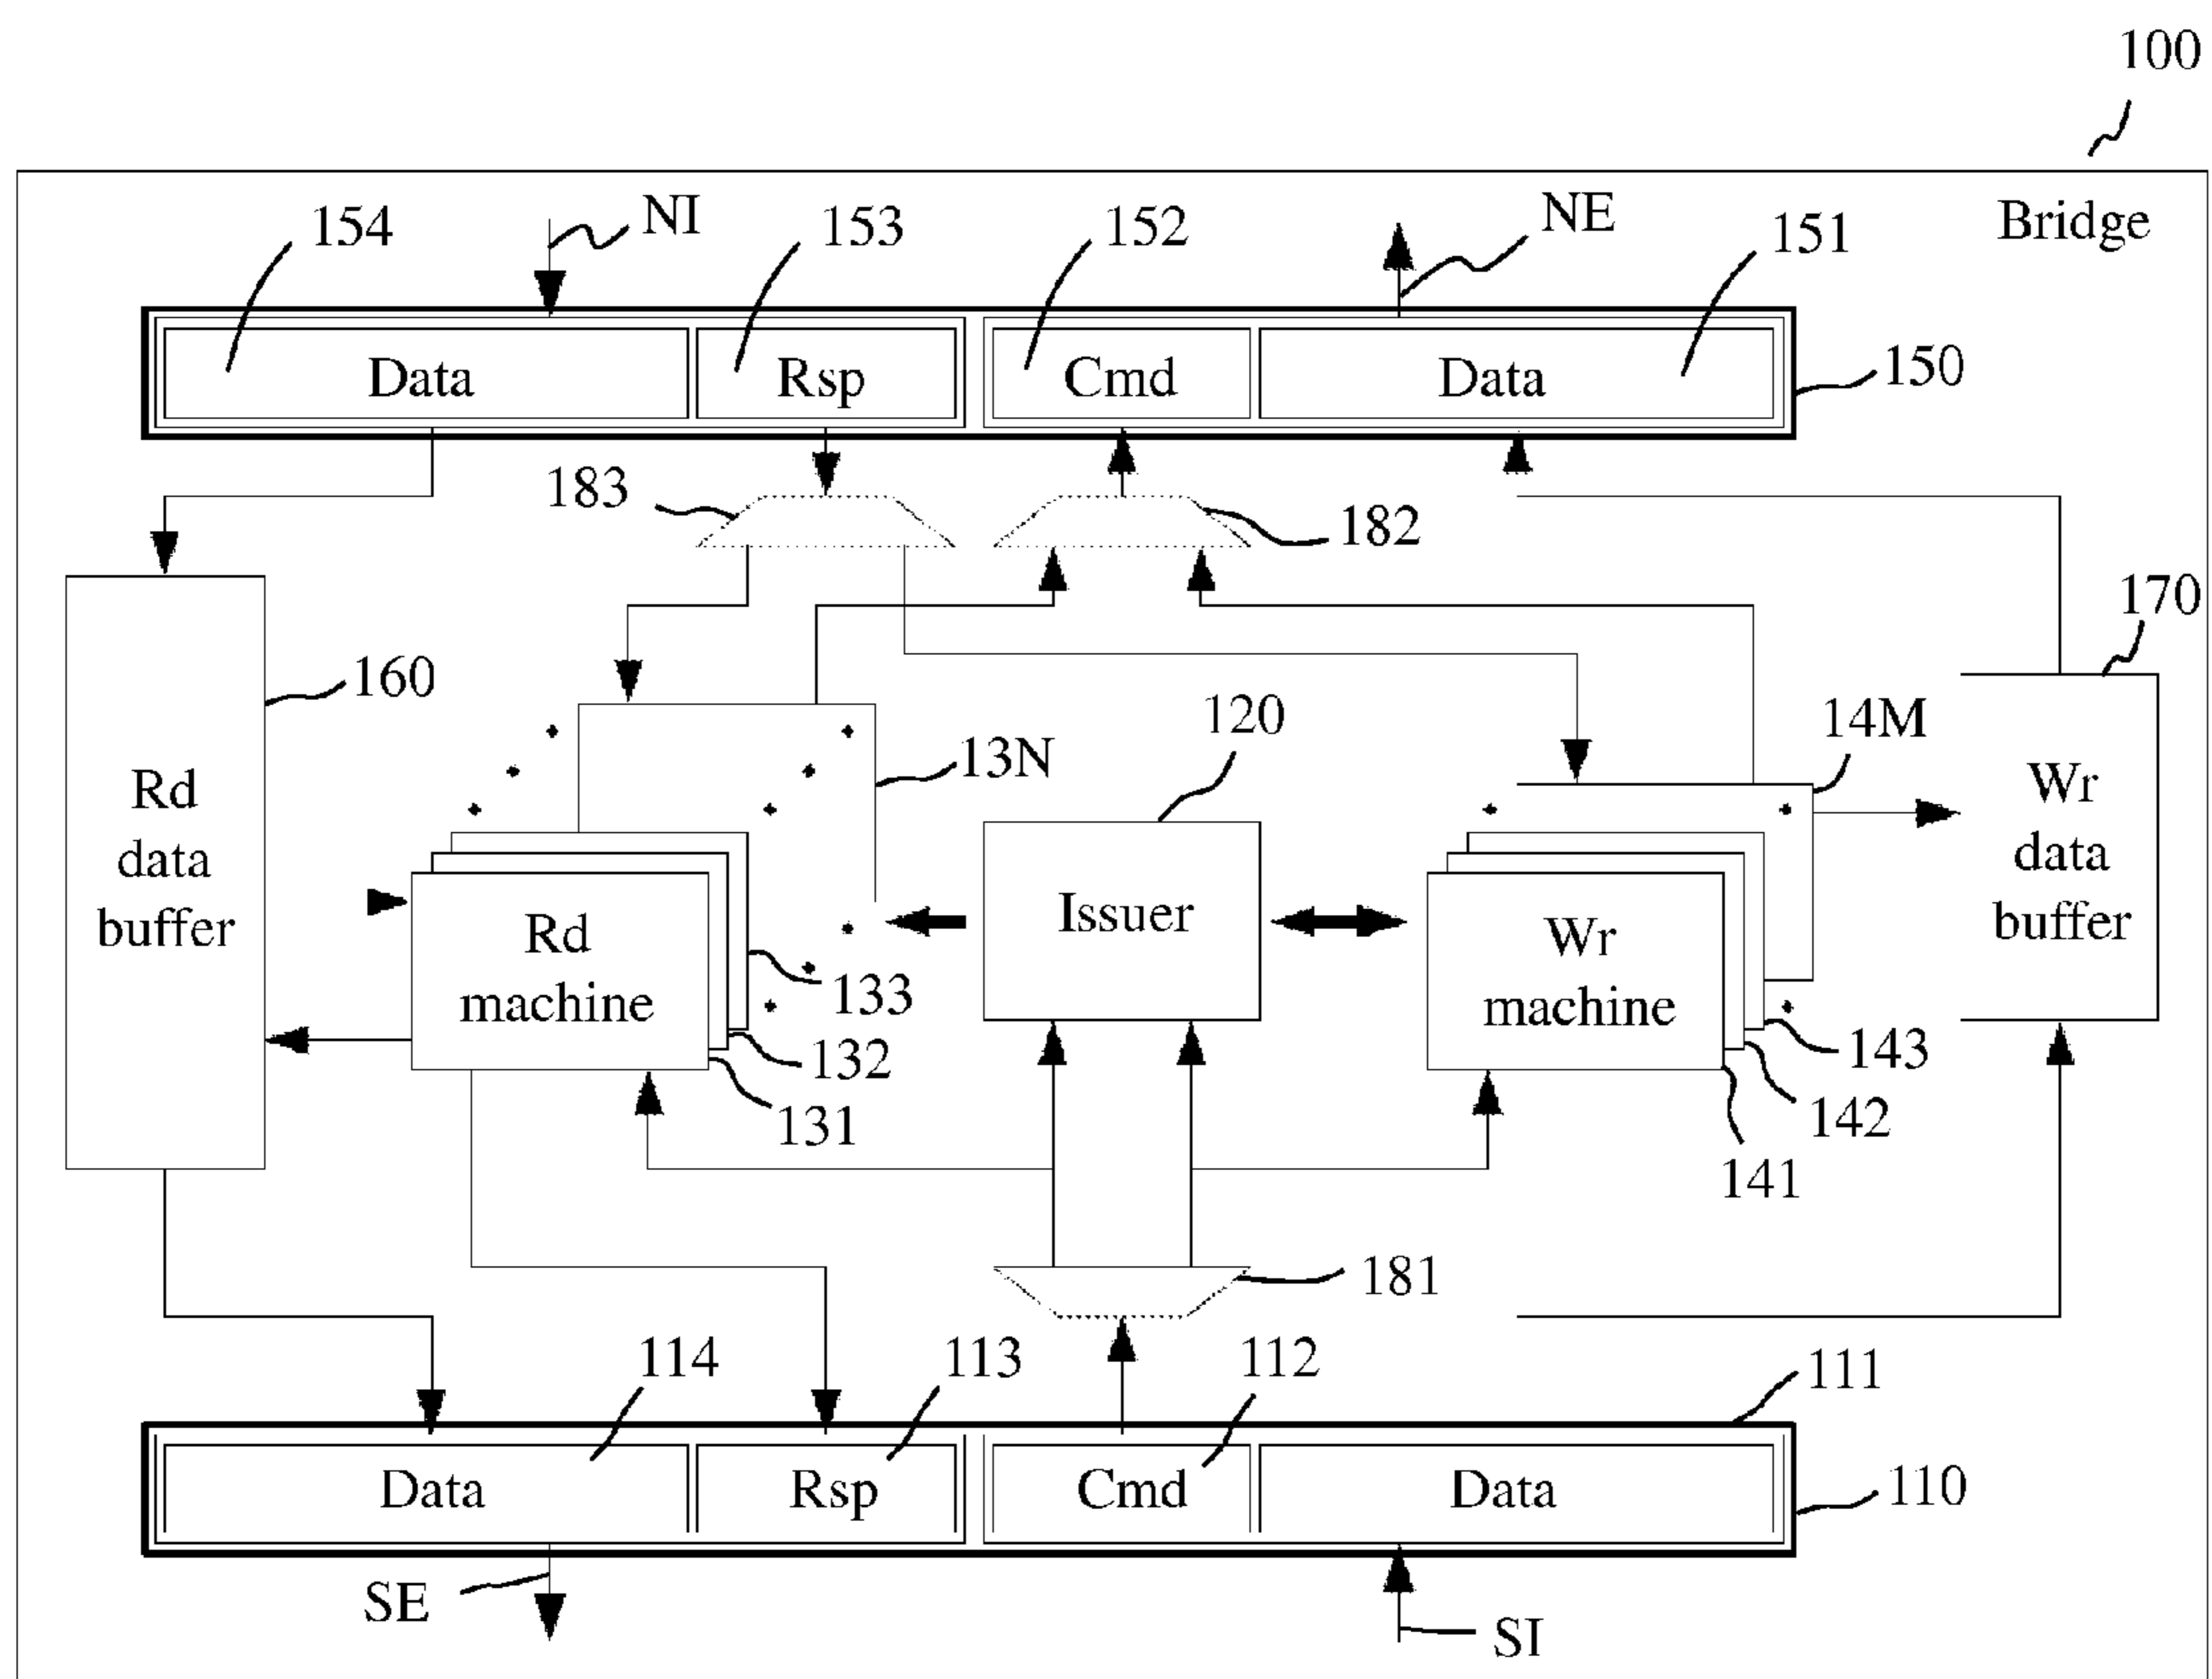 100
Bridge
154
NI
153
152
NE
151
Data
Rsp
Cmd
Data
150
183
182
170
160
120
14M
13N
Rd
data
buffer
Wr
data
buffer
Issuer
Rd
machine
Wr
machine
133
132
131
143
142
141
181
114
113
112
111
Data
Rsp
Cmd
Data
110
SE
SI